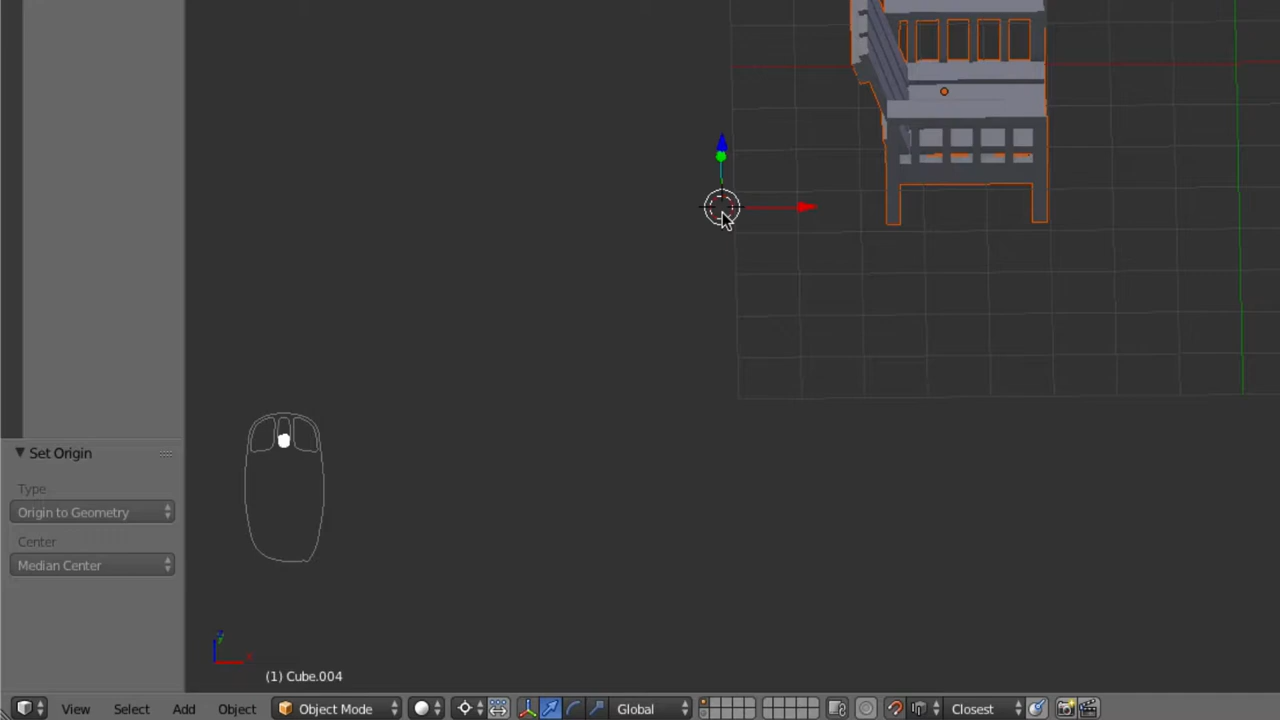 Set Origin
Type
Origin to Geometry
Center
Median Center
(1) Cube.004
View Select Add Object Object Mode Global Closest